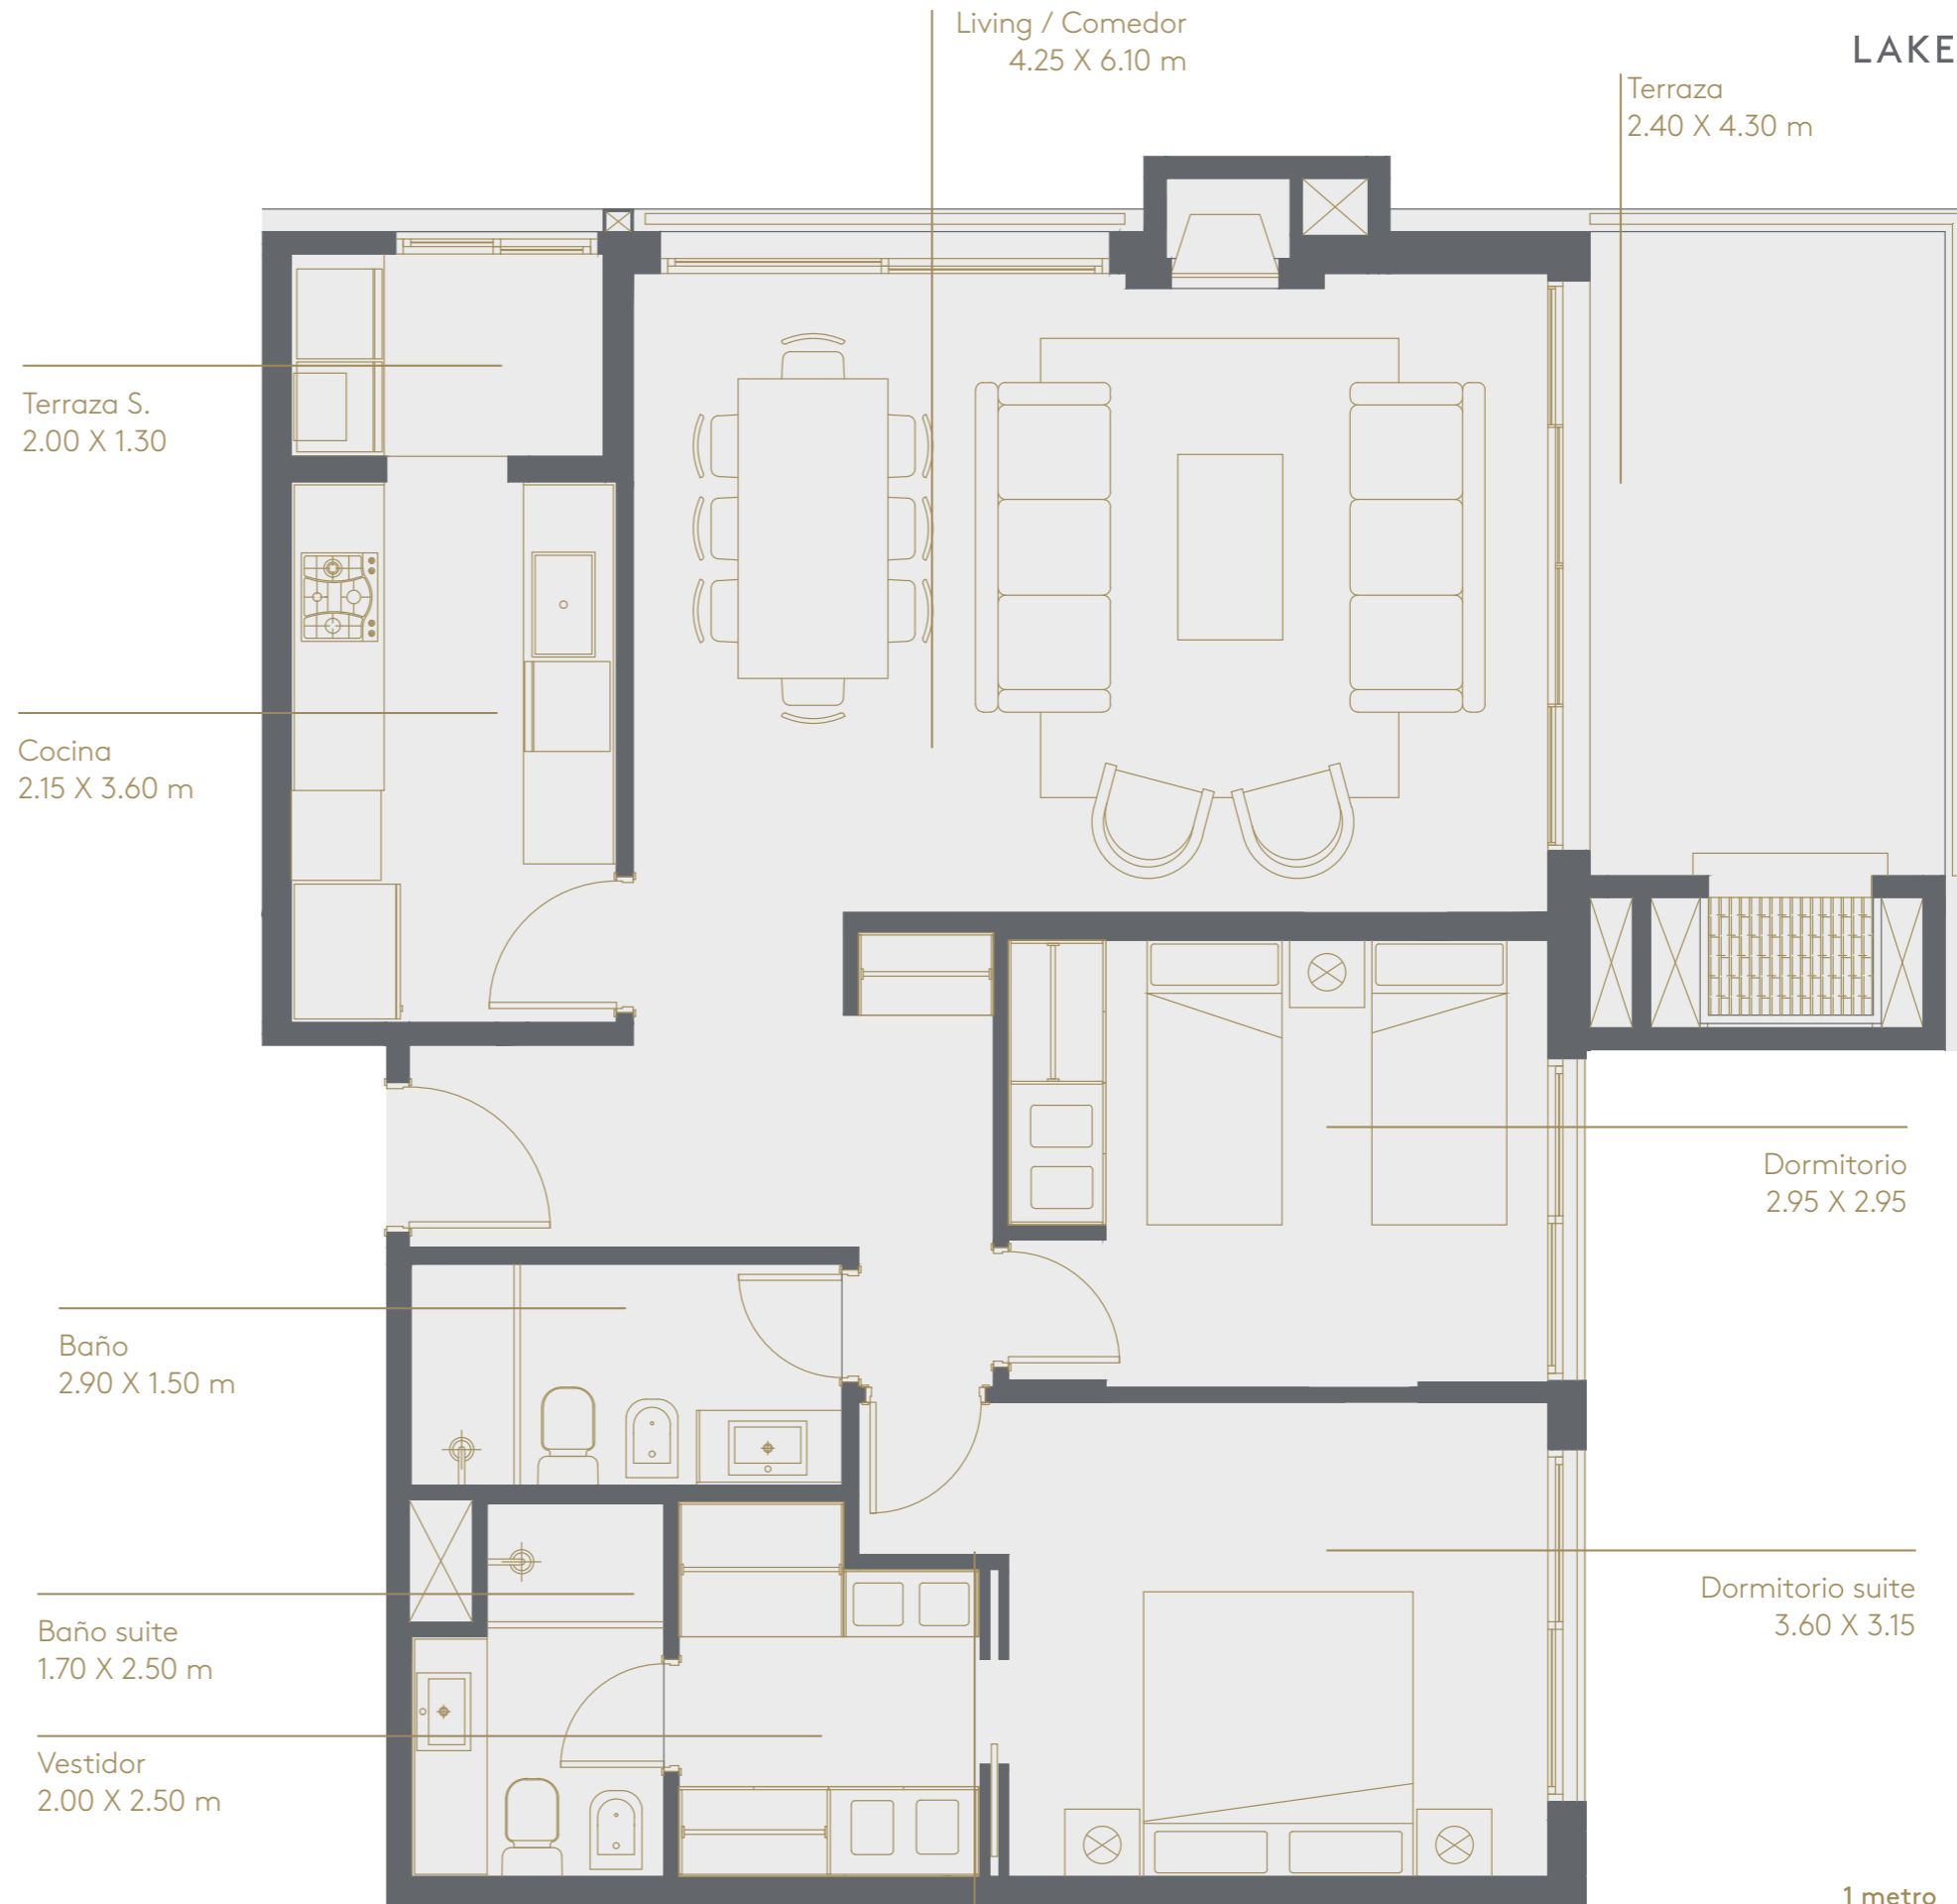 Living / Comedor
4.25 X 6.10 m
LAKE
Terraza
2.40 X 4.30 m
Terraza S.
2.00 X 1.30
Cocina
2.15 X 3.60 m
Dormitorio
2.95 X 2.95
Baño
2.90 X 1.50 m
Dormitorio suite
3.60 X 3.15
Baño suite
1.70 X 2.50 m
Vestidor
2.00 X 2.50 m
1 metro